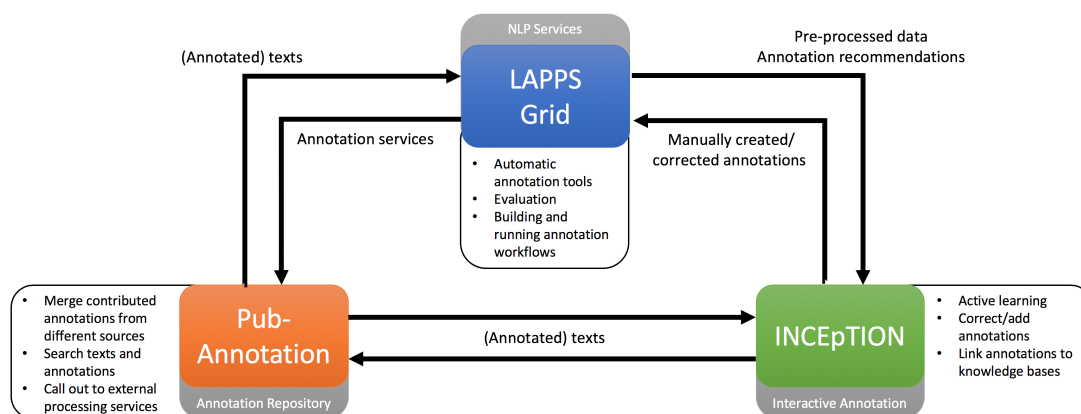 NLP Services
LAPPS
Grid
(Annotated) texts
Pre-processed data
Annotation recommendations
Annotation services
Manually created/
corrected annotations
• Automatic
annotation tools
• Evaluation
• Building and
running annotation
workflows
• Merge contributed
annotations from
different sources
• Search texts and
annotations
• Call out to external
processing services
Pub-
Annotation
Annotation Repository
(Annotated) texts
INCEpTION
Interactive Annotation
• Active learning
• Correct/add
annotations
• Link annotations to
knowledge bases